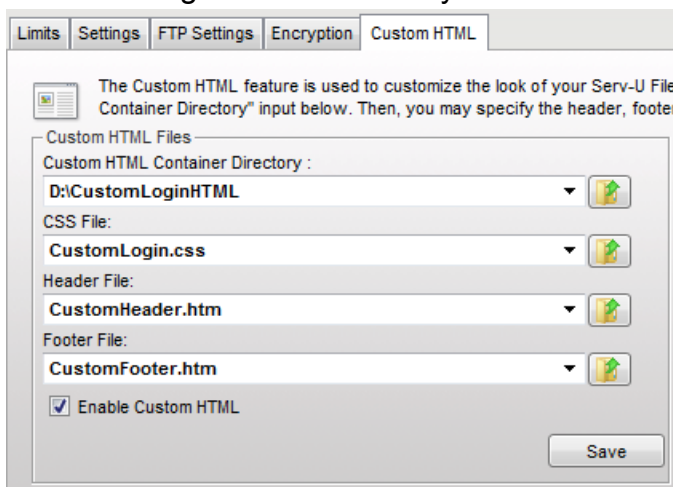 Limits Settings FTP Settings Encryption Custom HTML
The Custom HTML feature is used to customize the look of your Serv-U File
Container Directory" input below. Then, you may specify the header, foote
Custom HTML Files
Custom HTML Container Directory :
D:\CustomLoginHTML
CSS File:
CustomLogin.css
Header File:
CustomHeader.htm
Footer File:
CustomFooter.htm
Enable Custom HTML
Save